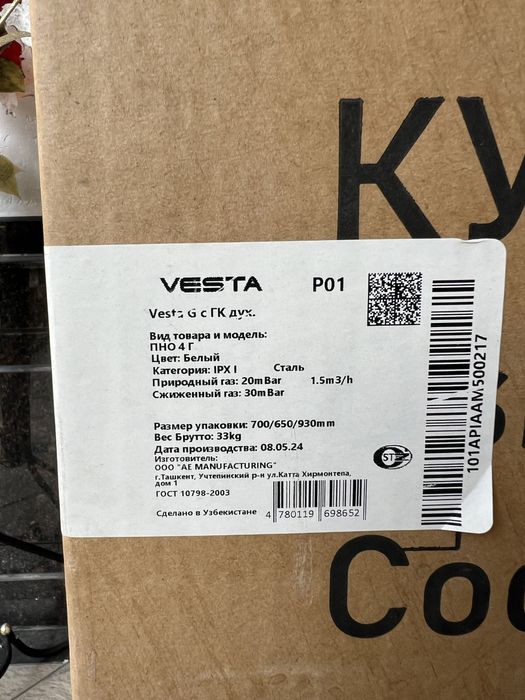 КУ
VESTA P01
Vesta G с ГК дух.
Вид товара и модель:
ПНО 4 Г
Цвет: Белый
Категория: IPX I Сталь
Природный газ: 20mBar 1.5m3/h
Сжиженный газ: 30mBar
Размер упаковки: 700/650/930mm
Вес Брутто: 33kg
Дата производства: 08.05.24
Изготовитель:
ООО "AE MANUFACTURING"
г.Ташкент, Учтепинский р-н ул.Катта Хирмонтепа,
дом 1
ГОСТ 10798-2003
Сделано в Узбекистане
4 780119 698652
101APIAAM500217
Coo